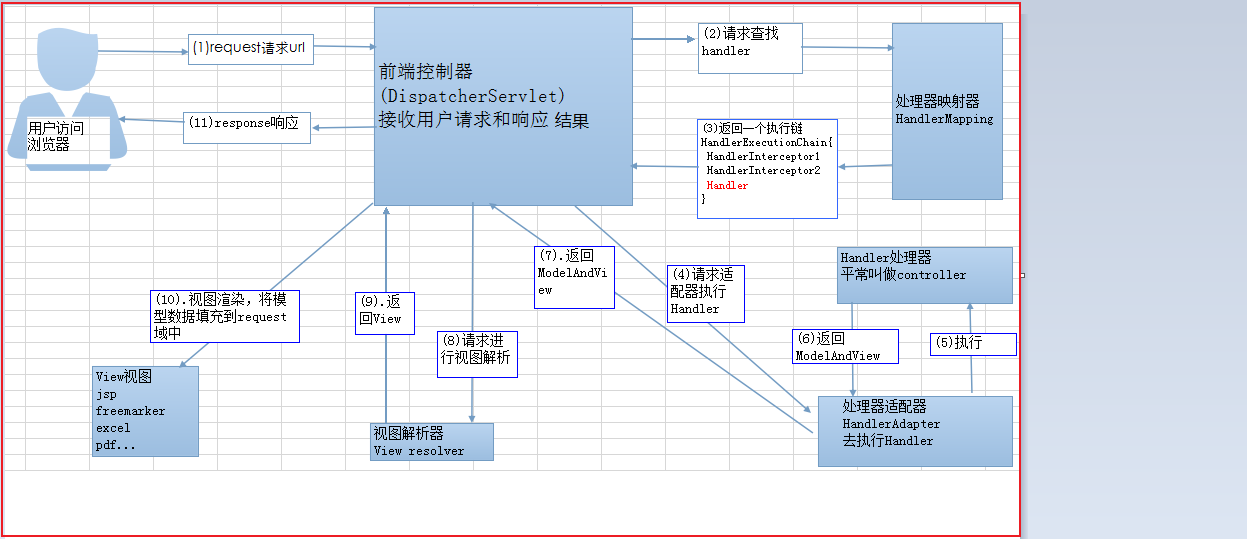 (1)request请求url
用户访问
浏览器
(11)response响应
前端控制器
(DispatcherServlet)
接收用户请求和响应 结果
(2)请求查找
handler
处理器映射器
HandlerMapping
(3)返回一个执行链
HandlerExecutionChain{
HandlerInterceptor1
HandlerInterceptor2
Handler
}
(7).返回
ModelAndVi
ew
(4)请求适
配器执行
Handler
Handler处理器
平常叫做controller
(6)返回
ModelAndView
(5)执行
处理器适配器
HandlerAdapter
去执行Handler
(8)请求进
行视图解析
(9).返
回View
视图解析器
View resolver
(10).视图渲染，将模
型数据填充到request
域中
View视图
jsp
freemarker
excel
pdf...